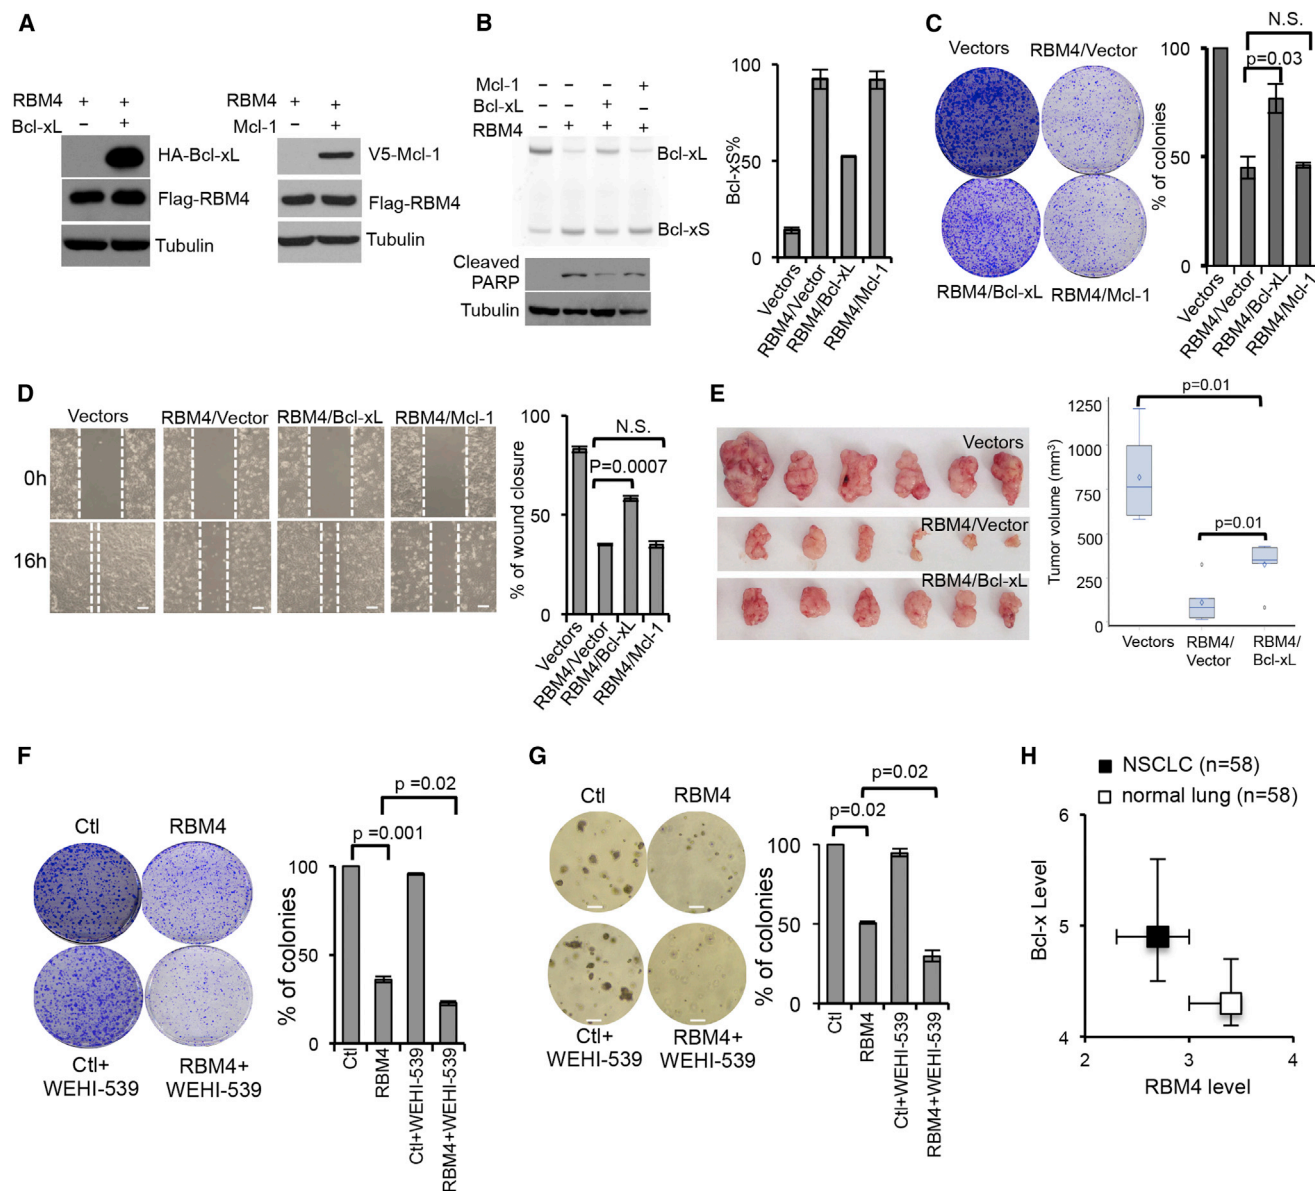 A
RBM4 + +
Bcl-xL − +
HA-Bcl-xL
Flag-RBM4
Tubulin
RBM4 + +
Mcl-1 − +
V5-Mcl-1
Flag-RBM4
Tubulin
B
Mcl-1 − − − +
Bcl-xL − − + −
RBM4 − + + +
Bcl-xL
Bcl-xS
Cleaved
PARP
Tubulin
Bcl-xS%
100
50
0
Vectors
RBM4/Vector
RBM4/Bcl-xL
RBM4/Mcl-1
C
Vectors
RBM4/Vector
RBM4/Bcl-xL
RBM4/Mcl-1
N.S.
p=0.03
% of colonies
100
50
0
Vectors
RBM4/Vector
RBM4/Bcl-xL
RBM4/Mcl-1
D
Vectors
RBM4/Vector
RBM4/Bcl-xL
RBM4/Mcl-1
0h
16h
% of wound closure
100
50
0
N.S.
P=0.0007
Vectors
RBM4/Vector
RBM4/Bcl-xL
RBM4/Mcl-1
E
Vectors
RBM4/Vector
RBM4/Bcl-xL
p=0.01
p=0.01
Tumor volume (mm³)
1250
750
500
250
0
Vectors
RBM4/
Vector
RBM4/
Bcl-xL
F
Ctl
RBM4
Ctl+
WEHI-539
RBM4+
WEHI-539
p =0.02
p =0.001
% of colonies
100
50
0
Ctl
RBM4
Ctl+WEHI-539
RBM4+WEHI-539
G
Ctl
RBM4
Ctl+
WEHI-539
RBM4+
WEHI-539
p=0.02
p=0.02
% of colonies
100
50
0
Ctl
RBM4
Ctl+WEHI-539
RBM4+WEHI-539
H
NSCLC (n=58)
normal lung (n=58)
Bcl-x Level
6
5
4
2
3
4
RBM4 level